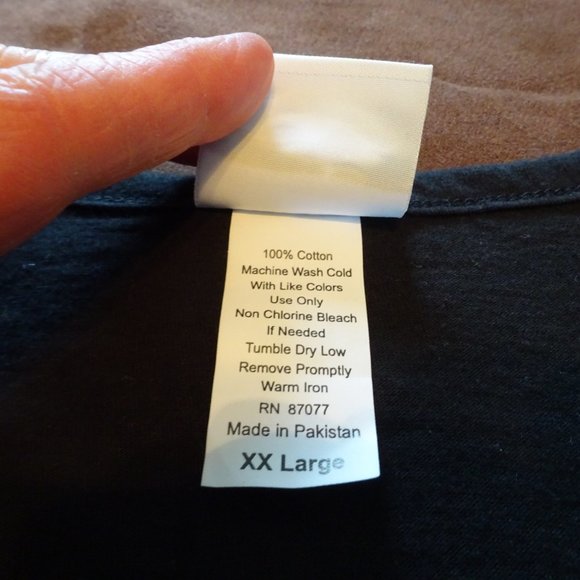 100% Cotton
Machine Wash Cold
With Like Colors
Use Only
Non Chlorine Bleach
If Needed
Tumble Dry Low
Remove Promptly
Warm Iron
RN 87077
Made in Pakistan
XX Large